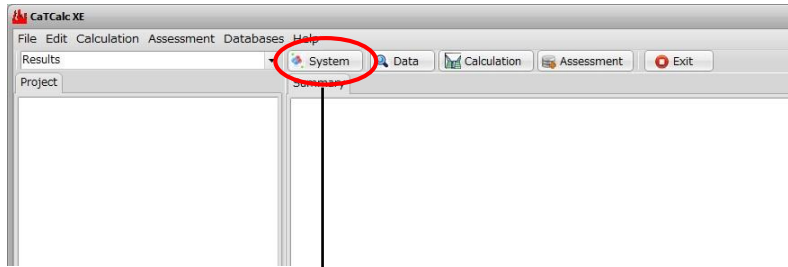 CaTCalc XE
File Edit Calculation Assessment Databases Help
Results System Data Calculation Assessment Exit
Project Summary